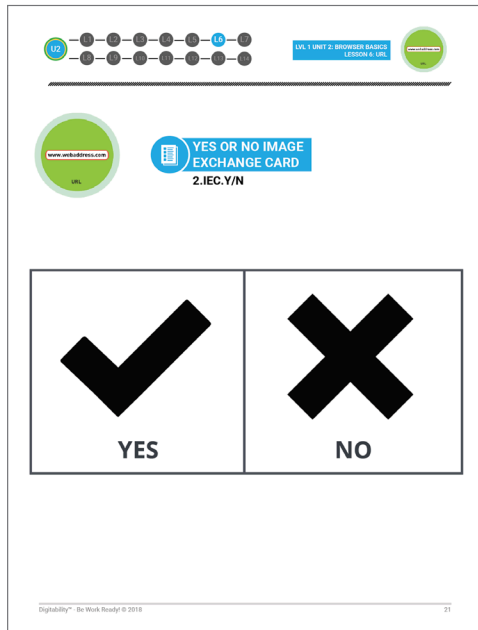 U2
L1 L2 L3 L4 L5 L6 L7
L8 L9 L10 L11 L12 L13 L14
LVL 1 UNIT 2: BROWSER BASICS
LESSON 6: URL
www.webaddress.com
URL
www.webaddress.com
URL
YES OR NO IMAGE
EXCHANGE CARD
2.IEC.Y/N
YES
NO
Digitability™ - Be Work Ready! © 2018
21